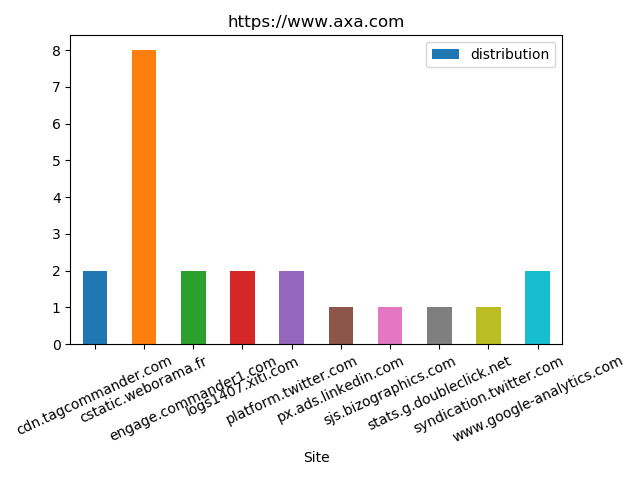 https://www.axa.com
distribution
8
7
6
5
4
3
2
1
0
cdn.tagcommander.com
cstatic.weborama.fr
engage.commander1.com
logs1407.xiti.com
platform.twitter.com
px.ads.linkedin.com
sjs.bizographics.com
stats.g.doubleclick.net
syndication.twitter.com
www.google-analytics.com
Site